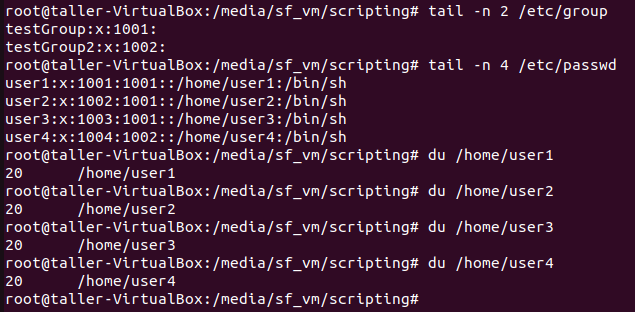 root@taller-VirtualBox:/media/sf_vm/scripting# tail -n 2 /etc/group
testGroup:x:1001:
testGroup2:x:1002:
root@taller-VirtualBox:/media/sf_vm/scripting# tail -n 4 /etc/passwd
user1:x:1001:1001::/home/user1:/bin/sh
user2:x:1002:1001::/home/user2:/bin/sh
user3:x:1003:1001::/home/user3:/bin/sh
user4:x:1004:1002::/home/user4:/bin/sh
root@taller-VirtualBox:/media/sf_vm/scripting# du /home/user1
20      /home/user1
root@taller-VirtualBox:/media/sf_vm/scripting# du /home/user2
20      /home/user2
root@taller-VirtualBox:/media/sf_vm/scripting# du /home/user3
20      /home/user3
root@taller-VirtualBox:/media/sf_vm/scripting# du /home/user4
20      /home/user4
root@taller-VirtualBox:/media/sf_vm/scripting#